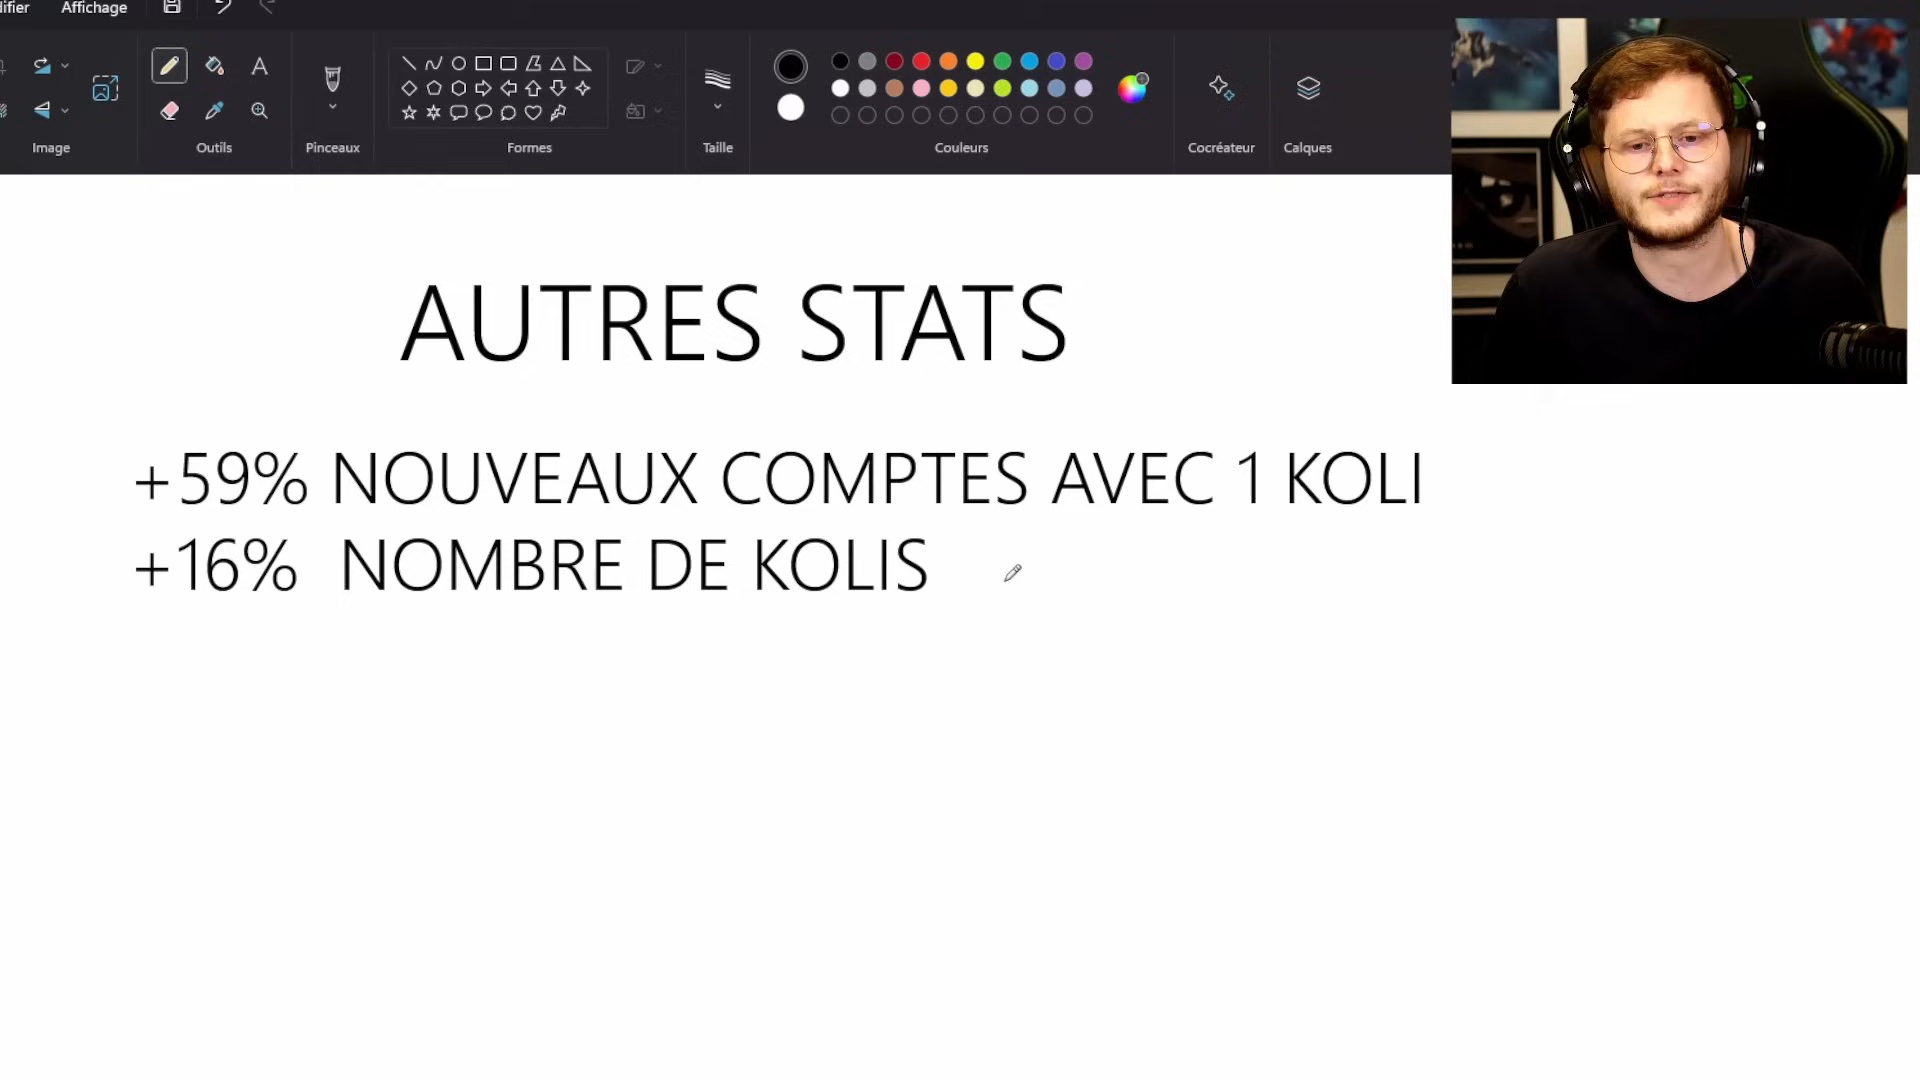 Affichage
Image
Outils
Pinceaux
Formes
Taille
Couleurs
Cocréateur
Calques
AUTRES STATS
+59% NOUVEAUX COMPTES AVEC 1 KOLI
+16% NOMBRE DE KOLIS